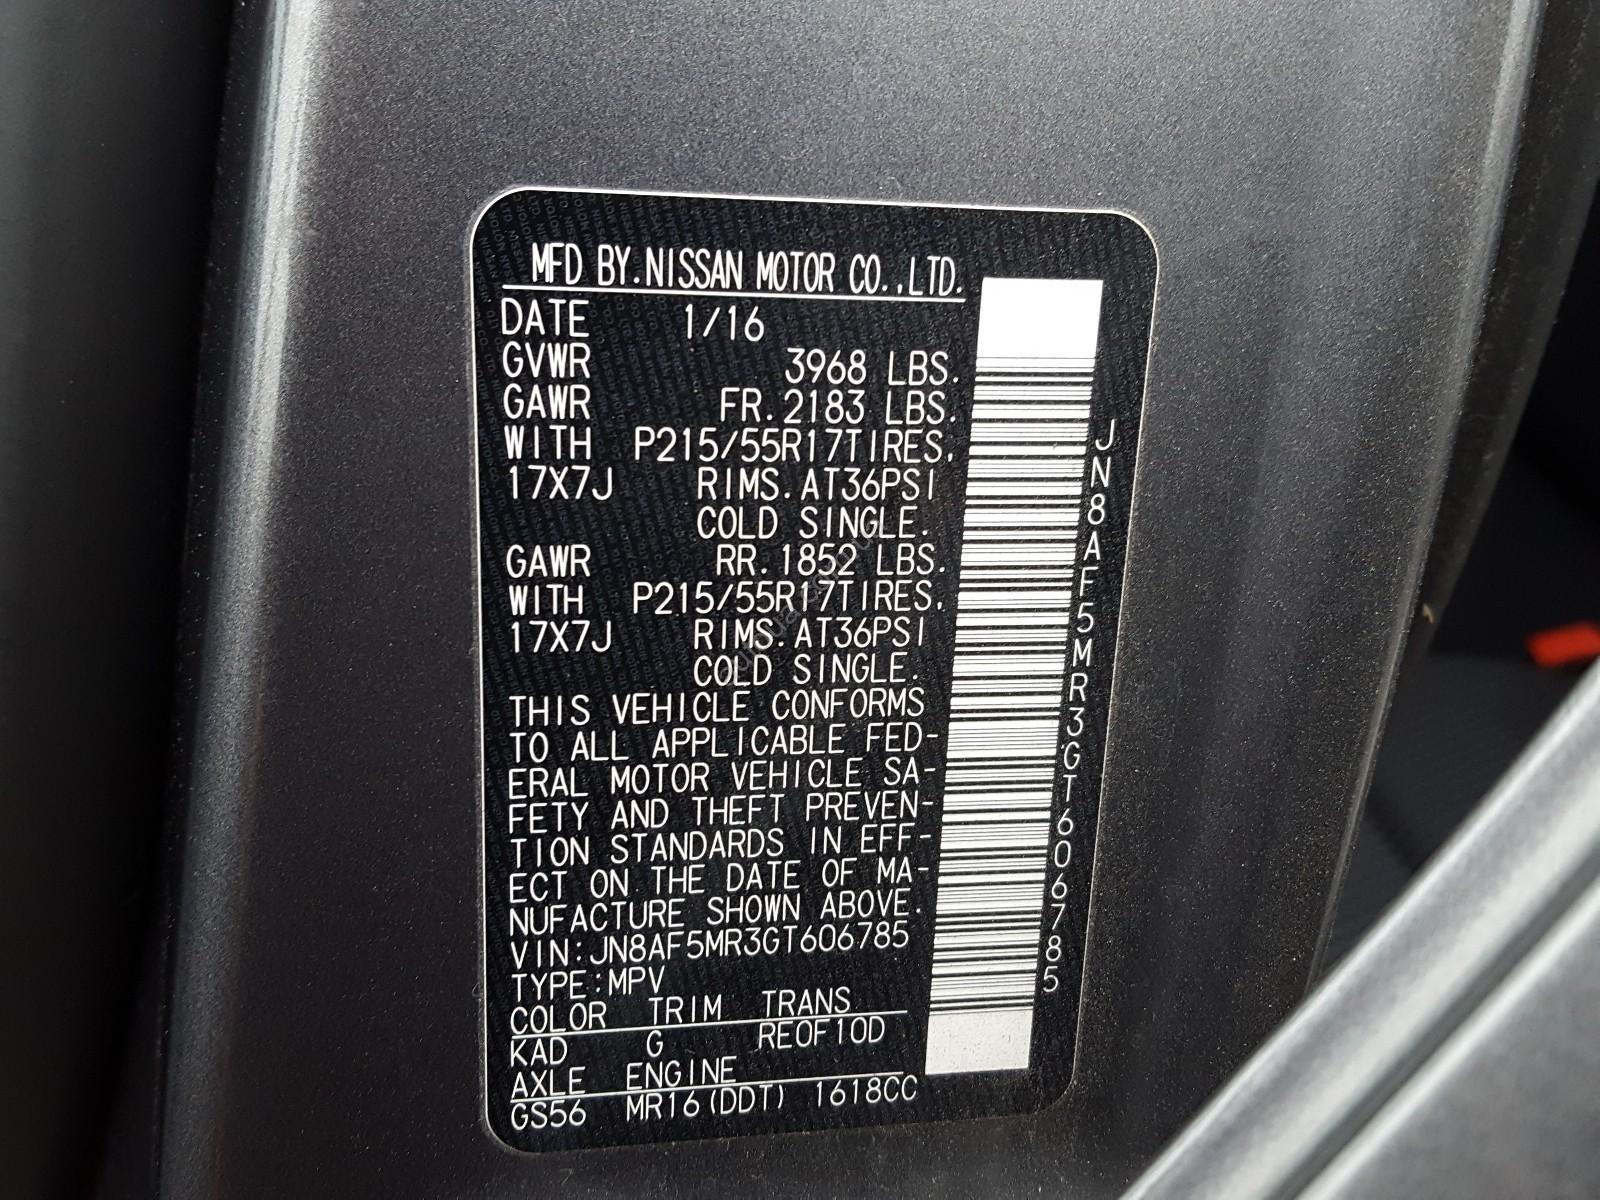 MFD BY.NISSAN MOTOR CO.,LTD.
DATE 1/16
GVWR 3968 LBS.
GAWR FR.2183 LBS.
WITH P215/55R17TIRES.
17X7J RIMS.AT36PSI
COLD SINGLE.
GAWR RR.1852 LBS.
WITH P215/55R17TIRES.
17X7J RIMS.AT36PSI
COLD SINGLE.
THIS VEHICLE CONFORMS
TO ALL APPLICABLE FED-
ERAL MOTOR VEHICLE SA-
FETY AND THEFT PREVEN-
TION STANDARDS IN EFF-
ECT ON THE DATE OF MA-
NUFACTURE SHOWN ABOVE.
VIN:JN8AF5MR3GT606785
TYPE:MPV
COLOR TRIM TRANS
KAD G RE0F10D
AXLE ENGINE
GS56 MR16(DDT) 1618CC
JN8AF5MR3GT606785